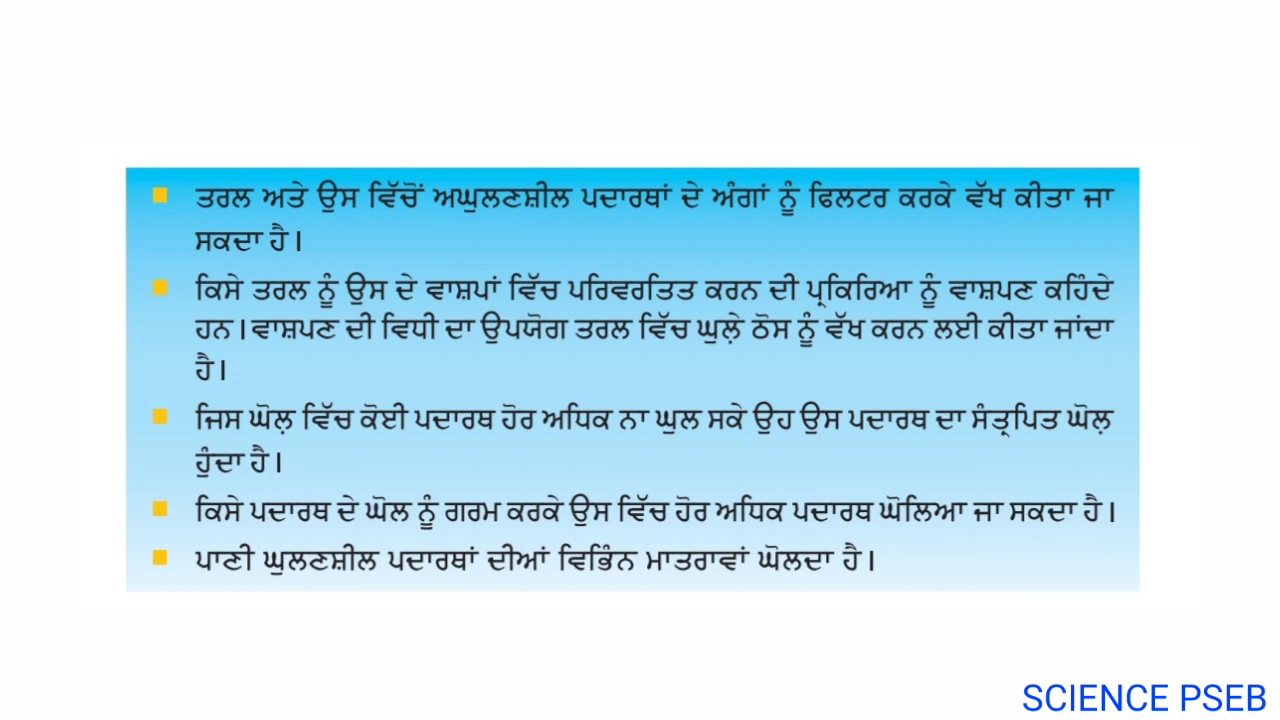 ਤਰਲ ਅਤੇ ਉਸ ਵਿੱਚੋਂ ਅਘੁਲਣਸ਼ੀਲ ਪਦਾਰਥਾਂ ਦੇ ਅੰਗਾਂ ਨੂੰ ਫਿਲਟਰ ਕਰਕੇ ਵੱਖ ਕੀਤਾ ਜਾ
ਸਕਦਾ ਹੈ।
ਕਿਸੇ ਤਰਲ ਨੂੰ ਉਸ ਦੇ ਵਾਸ਼ਪਾਂ ਵਿੱਚ ਪਰਿਵਰਤਿਤ ਕਰਨ ਦੀ ਪ੍ਰਕਿਰਿਆ ਨੂੰ ਵਾਸ਼ਪਣ ਕਹਿੰਦੇ
ਹਨ। ਵਾਸ਼ਪਣ ਦੀ ਵਿਧੀ ਦਾ ਉਪਯੋਗ ਤਰਲ ਵਿੱਚ ਘੁਲ਼ੇ ਠੋਸ ਨੂੰ ਵੱਖ ਕਰਨ ਲਈ ਕੀਤਾ ਜਾਂਦਾ
ਹੈ।
ਜਿਸ ਘੋਲ਼ ਵਿੱਚ ਕੋਈ ਪਦਾਰਥ ਹੋਰ ਅਧਿਕ ਨਾ ਘੁਲ ਸਕੇ ਉਹ ਉਸ ਪਦਾਰਥ ਦਾ ਸੰਤ੍ਰਪਿਤ ਘੋਲ਼
ਹੁੰਦਾ ਹੈ।
ਕਿਸੇ ਪਦਾਰਥ ਦੇ ਘੋਲ ਨੂੰ ਗਰਮ ਕਰਕੇ ਉਸ ਵਿੱਚ ਹੋਰ ਅਧਿਕ ਪਦਾਰਥ ਘੋਲਿਆ ਜਾ ਸਕਦਾ ਹੈ।
ਪਾਣੀ ਘੁਲਣਸ਼ੀਲ ਪਦਾਰਥਾਂ ਦੀਆਂ ਵਿਭਿੰਨ ਮਾਤਰਾਵਾਂ ਘੋਲਦਾ ਹੈ।
SCIENCE PSEB